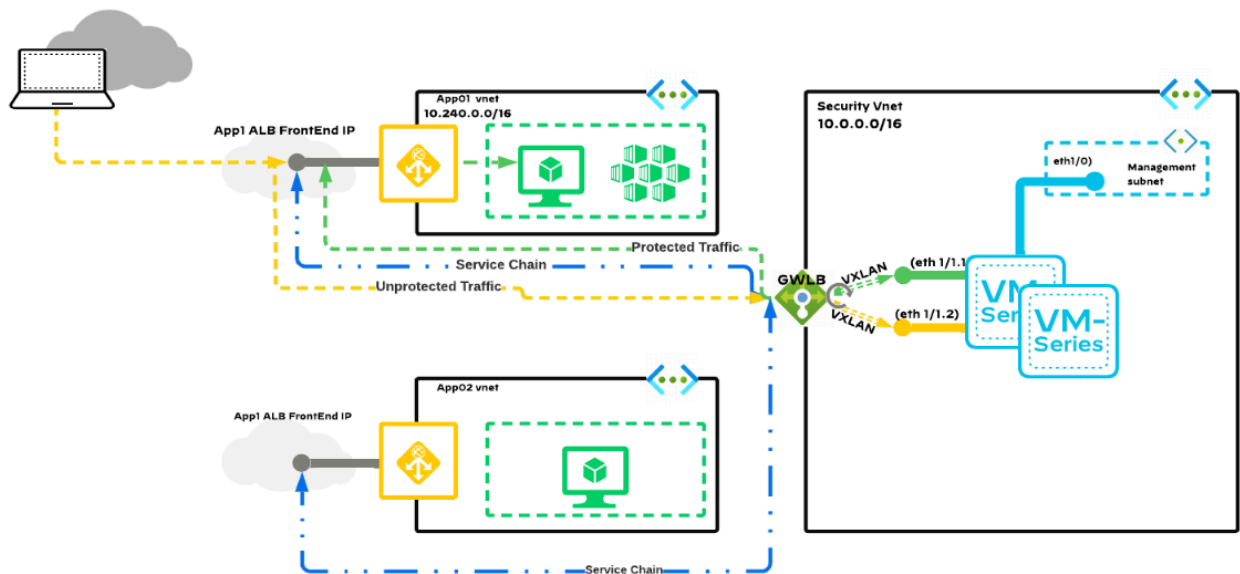 App01 vnet
10.240.0.0/16
Security Vnet
10.0.0.0/16
App1 ALB FrontEnd IP
eth1/0)
Management
subnet
Protected Traffic
Service Chain
Unprotected Traffic
GWLB
VXLAN
VXLAN
(eth 1/1.1
(eth 1/1.2)
VM
Seri
VM-
Series
App02 vnet
App1 ALB FrontEnd IP
Service Chain